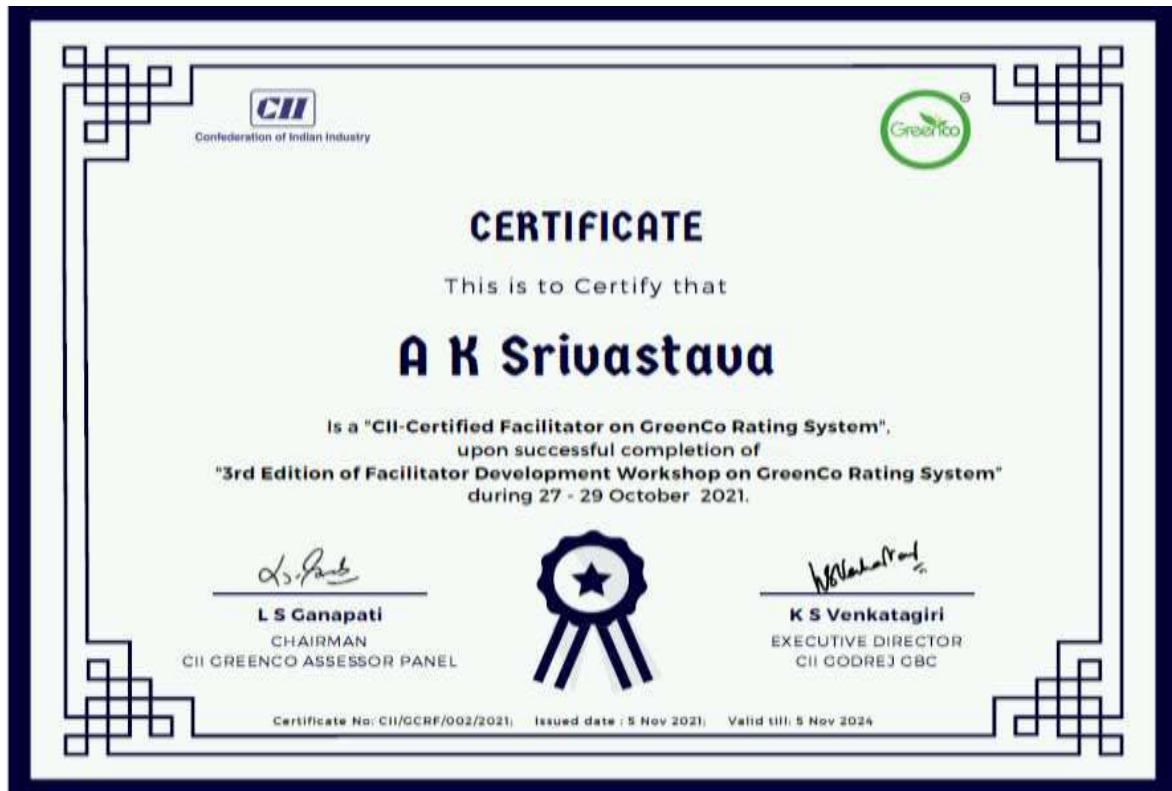 CII
Confederation of Indian Industry
GreenCo
CERTIFICATE
This is to Certify that
A K Srivastava
is a "CII-Certified Facilitator on GreenCo Rating System",
upon successful completion of
"3rd Edition of Facilitator Development Workshop on GreenCo Rating System"
during 27 - 29 October 2021.
L S Ganapati
CHAIRMAN
CII GREENCO ASSESSOR PANEL
K S Venkatagiri
EXECUTIVE DIRECTOR
CII GODREJ GBC
Certificate No: CII/GCRF/002/2021; Issued date : 5 Nov 2021; Valid till: 5 Nov 2024